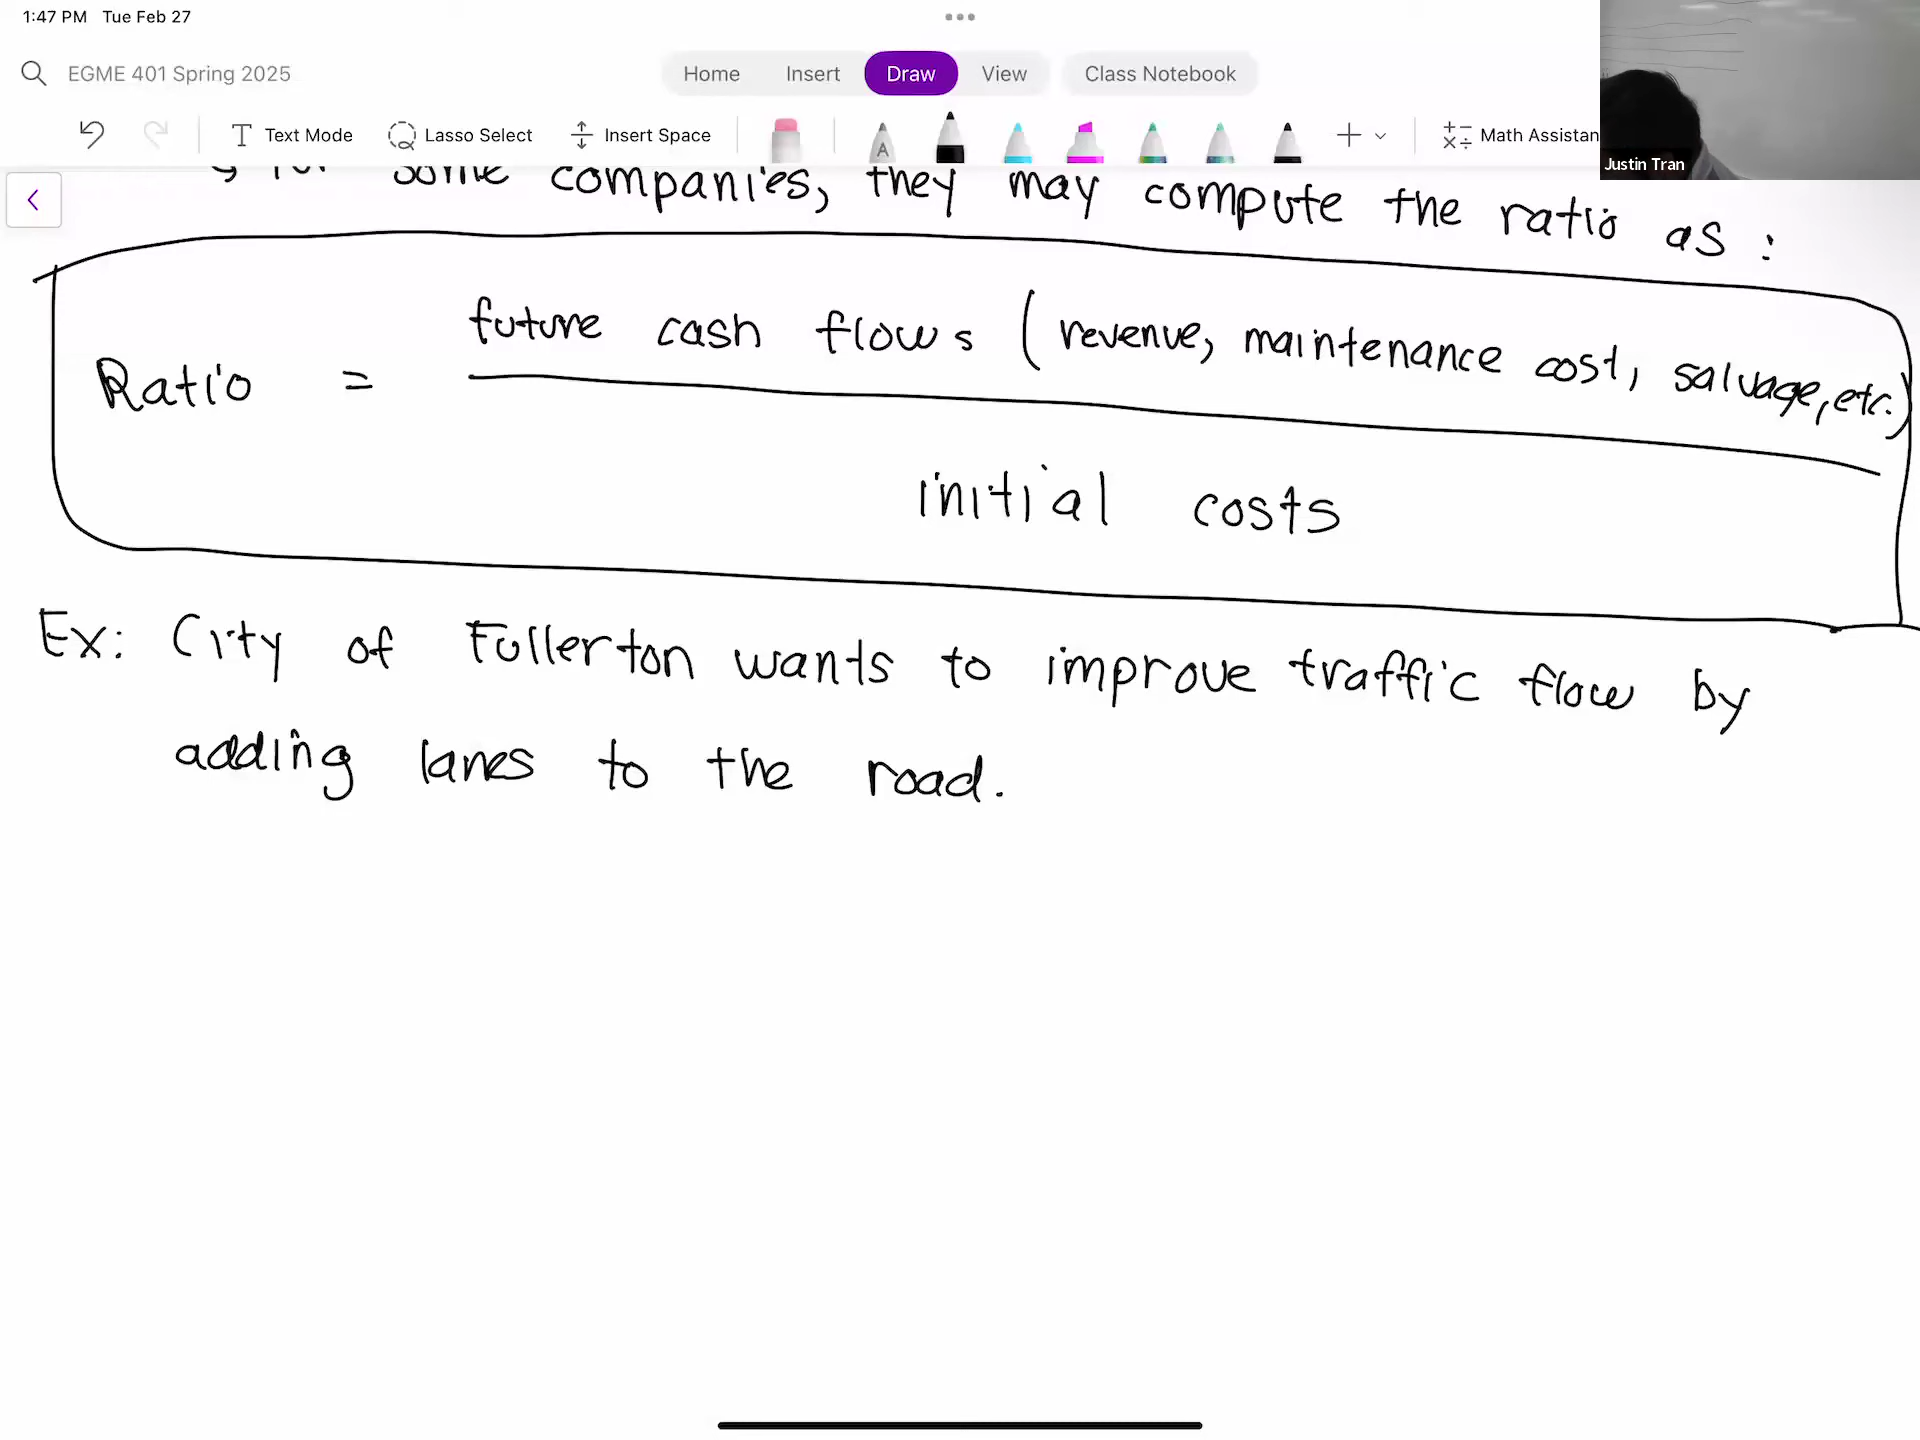 1:47 PM Tue Feb 27
EGME 401 Spring 2025
Home Insert Draw View Class Notebook
Text Mode Lasso Select Insert Space A Math Assistan
Justin Tran
for some companies, they may compute the ratio as :
future cash flows (revenue, maintenance cost, salvage, etc.)
Ratio =
initial costs
Ex: City of Fullerton wants to improve traffic flow by
adding lanes to the road.